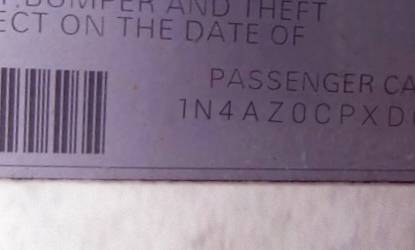 BUMPER AND THEFT
ECT ON THE DATE OF
PASSENGER CA
1N4AZ0CPXD